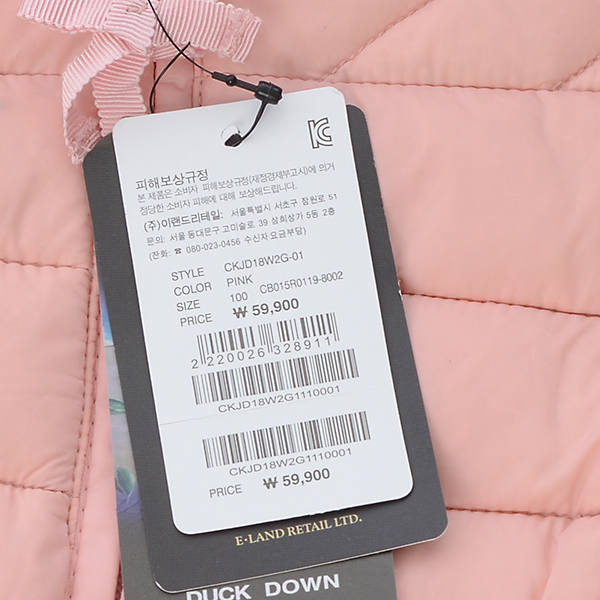 피해보상규정
본 제품은 소비자 피해보상규정(재정경제부고시)에 의거
정당한 소비자 피해에 대해 보상해드립니다.
(주)이랜드리테일: 서울특별시 서초구 잠원로 51
문의: 서울 동대문구 고미술로 39 삼희상가 5동 2층
(전화: ☎ 080-023-0456 수신자 요금부담)
STYLE CKJD18W2G-01
COLOR PINK
SIZE 100 CB015R0119-8002
PRICE ₩ 59,900
2 220026 328911
CKJD18W2G1110001
CKJD18W2G1110001
PRICE ₩ 59,900
E·LAND RETAIL LTD.
DUCK DOWN